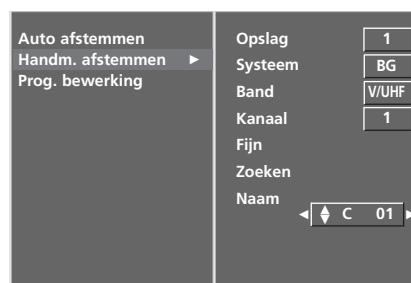 Auto afstemmen
Handm. afstemmen ►
Prog. bewerking
Opslag 1
Systeem BG
Band V/UHF
Kanaal 1
Fijn
Zoeken
Naam
C 01